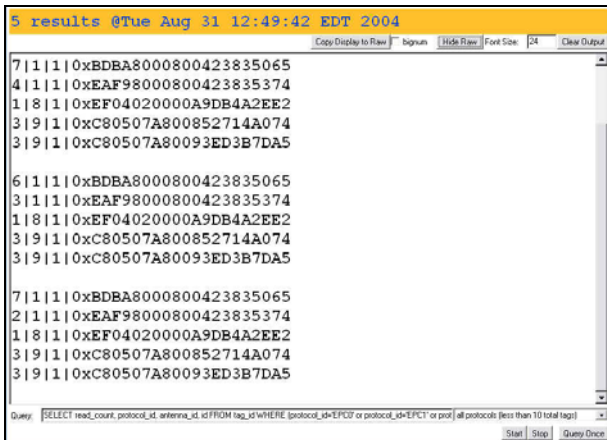 5 results @Tue Aug 31 12:49:42 EDT 2004
Copy Display to Raw bignum Hide Raw Font Size: 24 Clear Output
7|1|1|0xBDBA8000800423835065
4|1|1|0xEAF9800800423835374
1|8|1|0xEF04020000A9DB4A2EE2
3|9|1|0xC80507A800852714A074
3|9|1|0xC80507A80093ED3B7DA5
6|1|1|0xBDBA8000800423835065
3|1|1|0xEAF9800800423835374
1|8|1|0xEF04020000A9DB4A2EE2
3|9|1|0xC80507A800852714A074
3|9|1|0xC80507A80093ED3B7DA5
7|1|1|0xBDBA8000800423835065
2|1|1|0xEAF9800800423835374
1|8|1|0xEF04020000A9DB4A2EE2
3|9|1|0xC80507A800852714A074
3|9|1|0xC80507A80093ED3B7DA5
Query: SELECT read_count, protocol_id, antenna_id, id FROM tag_id WHERE (protocol_id='EPC0' or protocol_id='EPC1' or prot all protocols (less than 10 total tags)
Start Stop Query Once